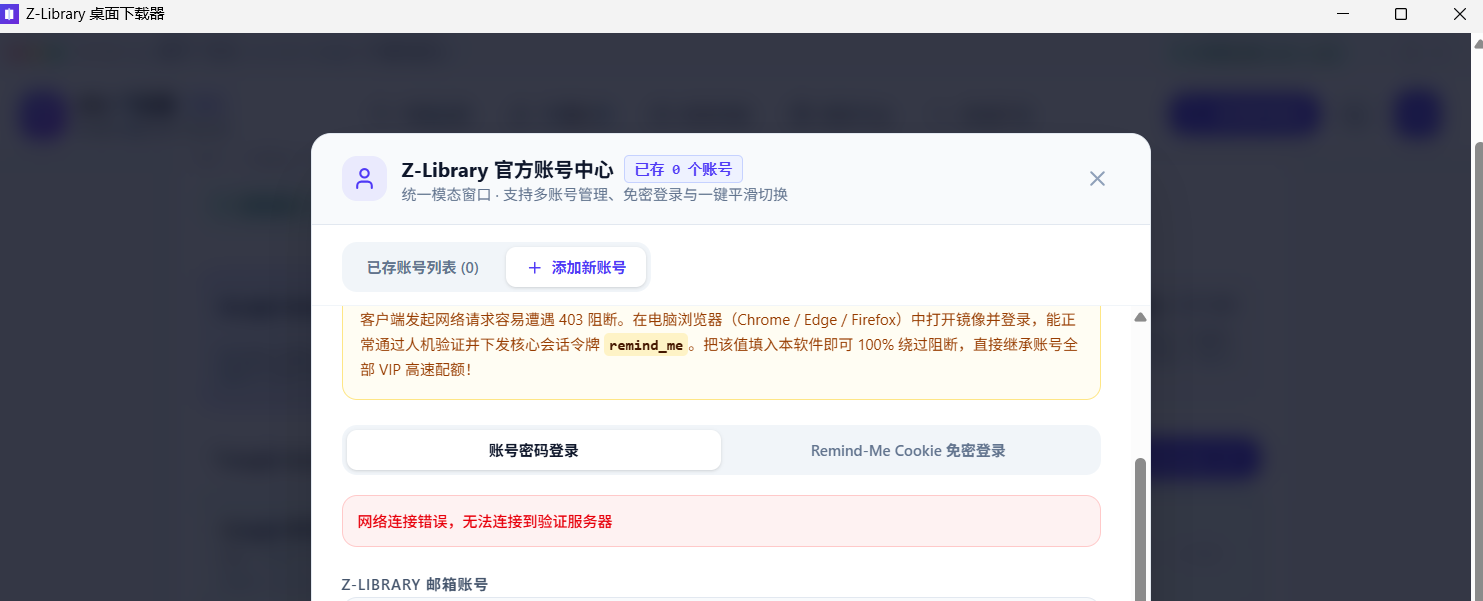 Z-Library 桌面下载器
Z-Library 官方账号中心 已存 0 个账号
统一模态窗口 · 支持多账号管理、免密登录与一键平滑切换
已存账号列表 (0) + 添加新账号
客户端发起网络请求容易遭遇 403 阻断。在电脑浏览器（Chrome / Edge / Firefox）中打开镜像并登录，能正
常通过人机验证并下发核心会话令牌 remind_me 。把该值填入本软件即可 100% 绕过阻断，直接继承账号全
部 VIP 高速配额！
账号密码登录 Remind-Me Cookie 免密登录
网络连接错误，无法连接到验证服务器
Z-LIBRARY 邮箱账号